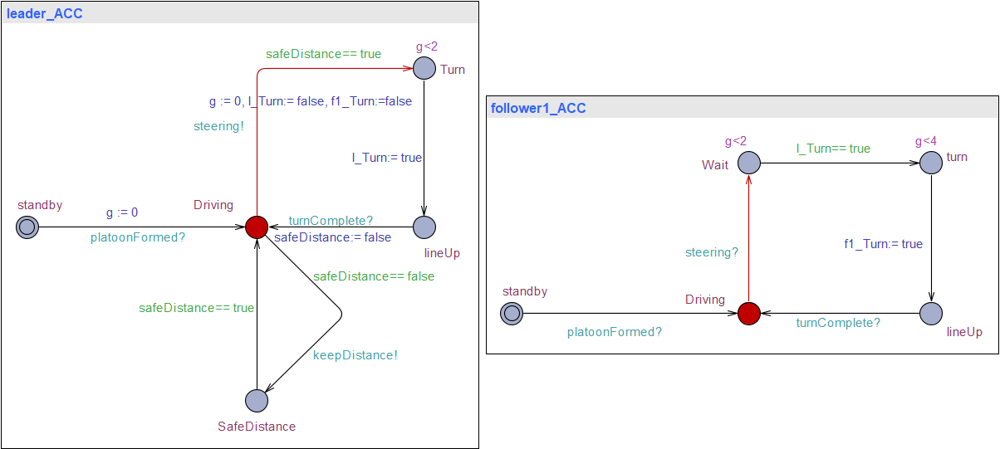 leader_ACC
g<2
safeDistance== true
Turn
g := 0, l_Turn:= false, f1_Turn:=false
steering!
l_Turn:= true
standby
Driving
g := 0
turnComplete?
platoonFormed?
safeDistance:= false
lineUp
safeDistance== false
safeDistance== true
keepDistance!
SafeDistance
follower1_ACC
g<2
g<4
l_Turn== true
Wait
turn
f1_Turn:= true
steering?
standby
Driving
turnComplete?
platoonFormed?
lineUp